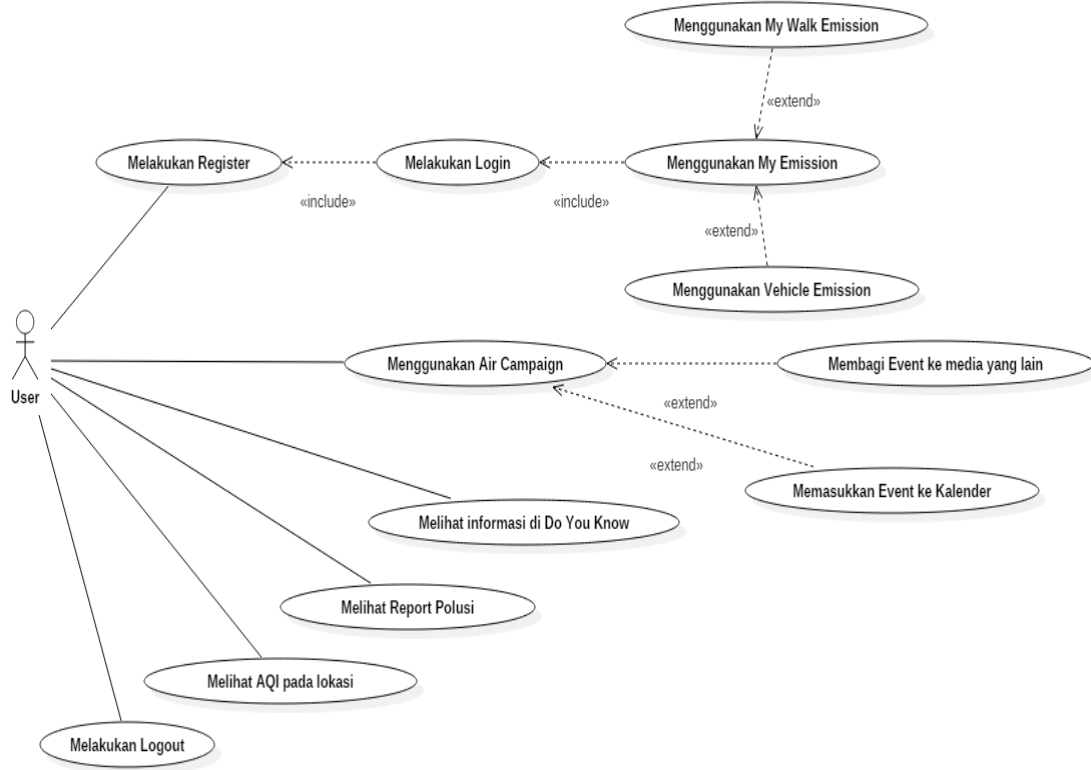 Menggunakan My Walk Emission
«extend»
Melakukan Register
Melakukan Login
Menggunakan My Emission
«include»
«include»
«extend»
Menggunakan Vehicle Emission
User
Menggunakan Air Campaign
Membagi Event ke media yang lain
«extend»
«extend»
Memasukkan Event ke Kalender
Melihat informasi di Do You Know
Melihat Report Polusi
Melihat AQI pada lokasi
Melakukan Logout